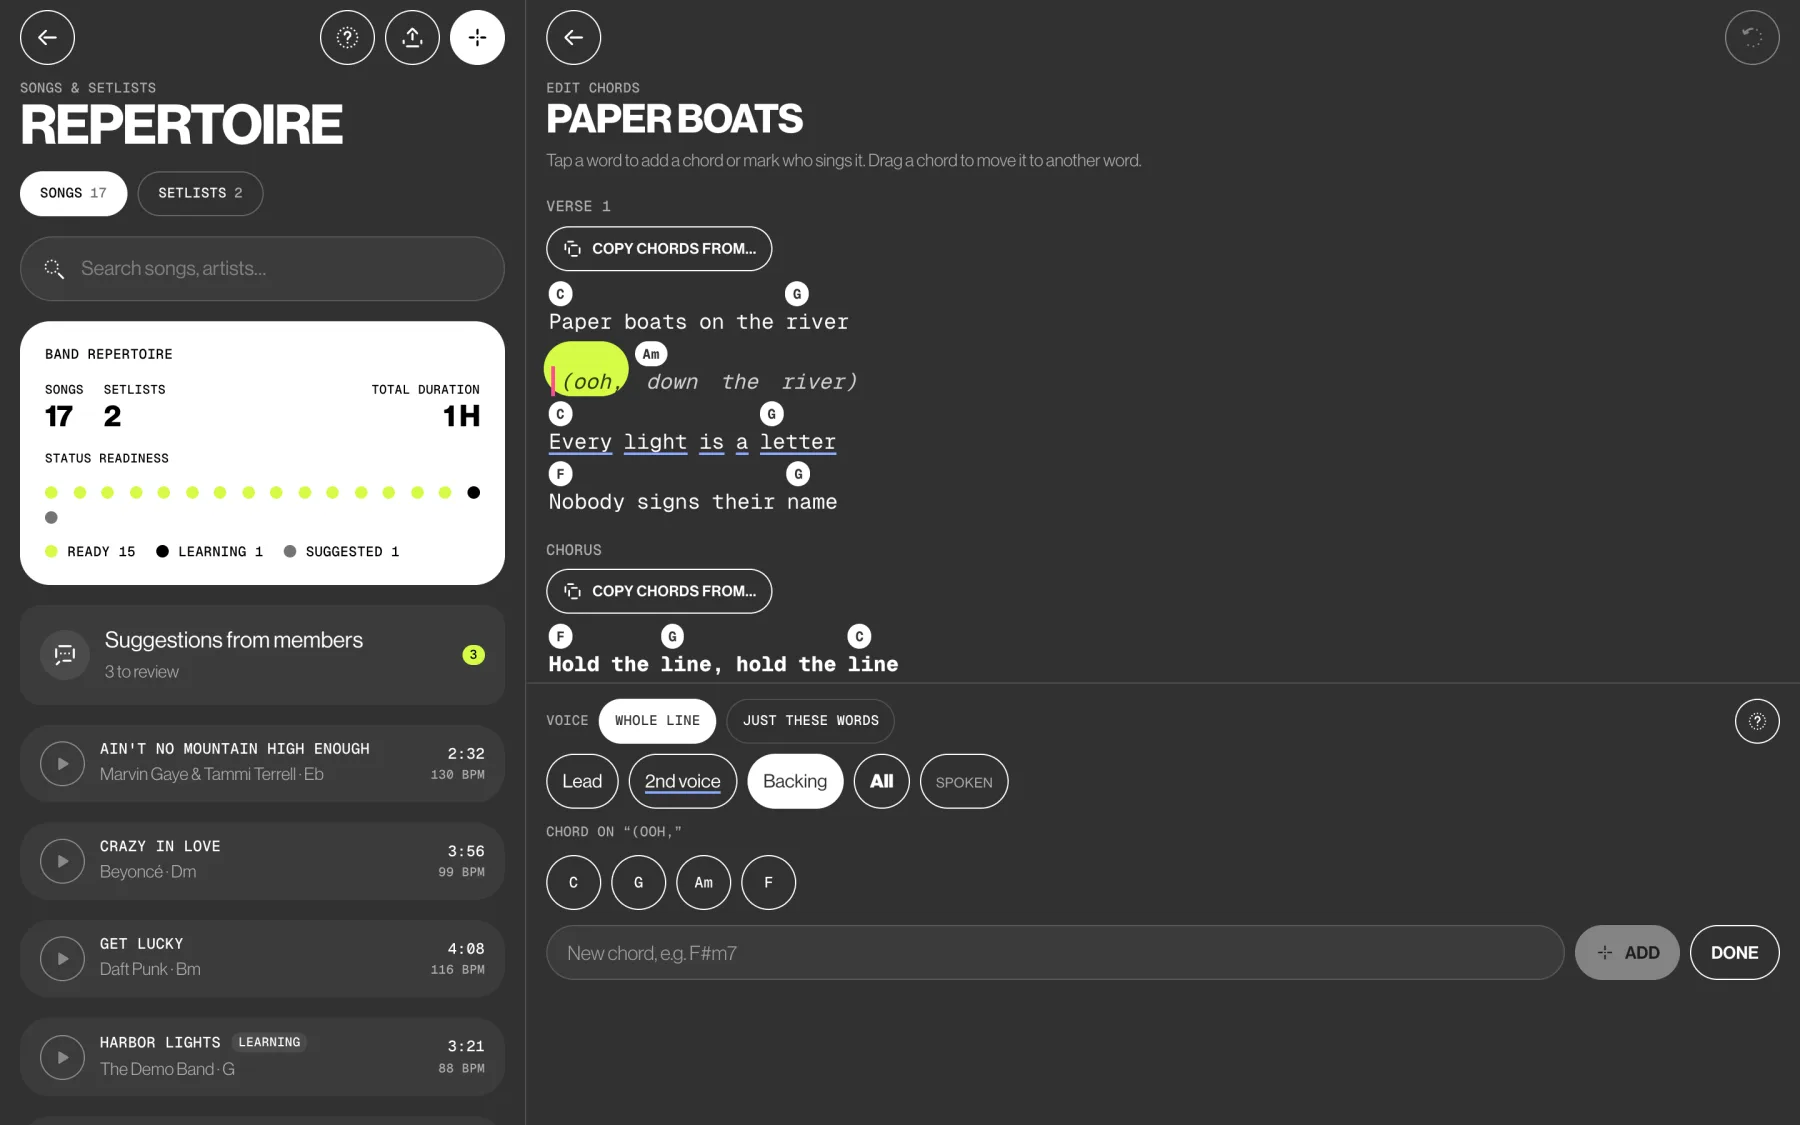 SONGS & SETLISTS
REPERTOIRE
SONGS 17
SETLISTS 2
Search songs, artists...
BAND REPERTOIRE
SONGS SETLISTS TOTAL DURATION
17 2 1H
STATUS READINESS
READY 15 LEARNING 1 SUGGESTED 1
Suggestions from members
3 to review
3
AIN'T NO MOUNTAIN HIGH ENOUGH
Marvin Gaye & Tammi Terrell · Eb
2:32
130 BPM
CRAZY IN LOVE
Beyoncé · Dm
3:56
99 BPM
GET LUCKY
Daft Punk · Bm
4:08
116 BPM
HARBOR LIGHTS LEARNING
The Demo Band · G
3:21
88 BPM
EDIT CHORDS
PAPER BOATS
Tap a word to add a chord or mark who sings it. Drag a chord to move it to another word.
VERSE 1
COPY CHORDS FROM...
C G
Paper boats on the river
Am
(ooh, down the river)
C G
Every light is a letter
F G
Nobody signs their name
CHORUS
COPY CHORDS FROM...
F G C
Hold the line, hold the line
VOICE WHOLE LINE JUST THESE WORDS
Lead 2nd voice Backing All SPOKEN
CHORD ON “(OOH,”
C G Am F
New chord, e.g. F#m7
ADD
DONE